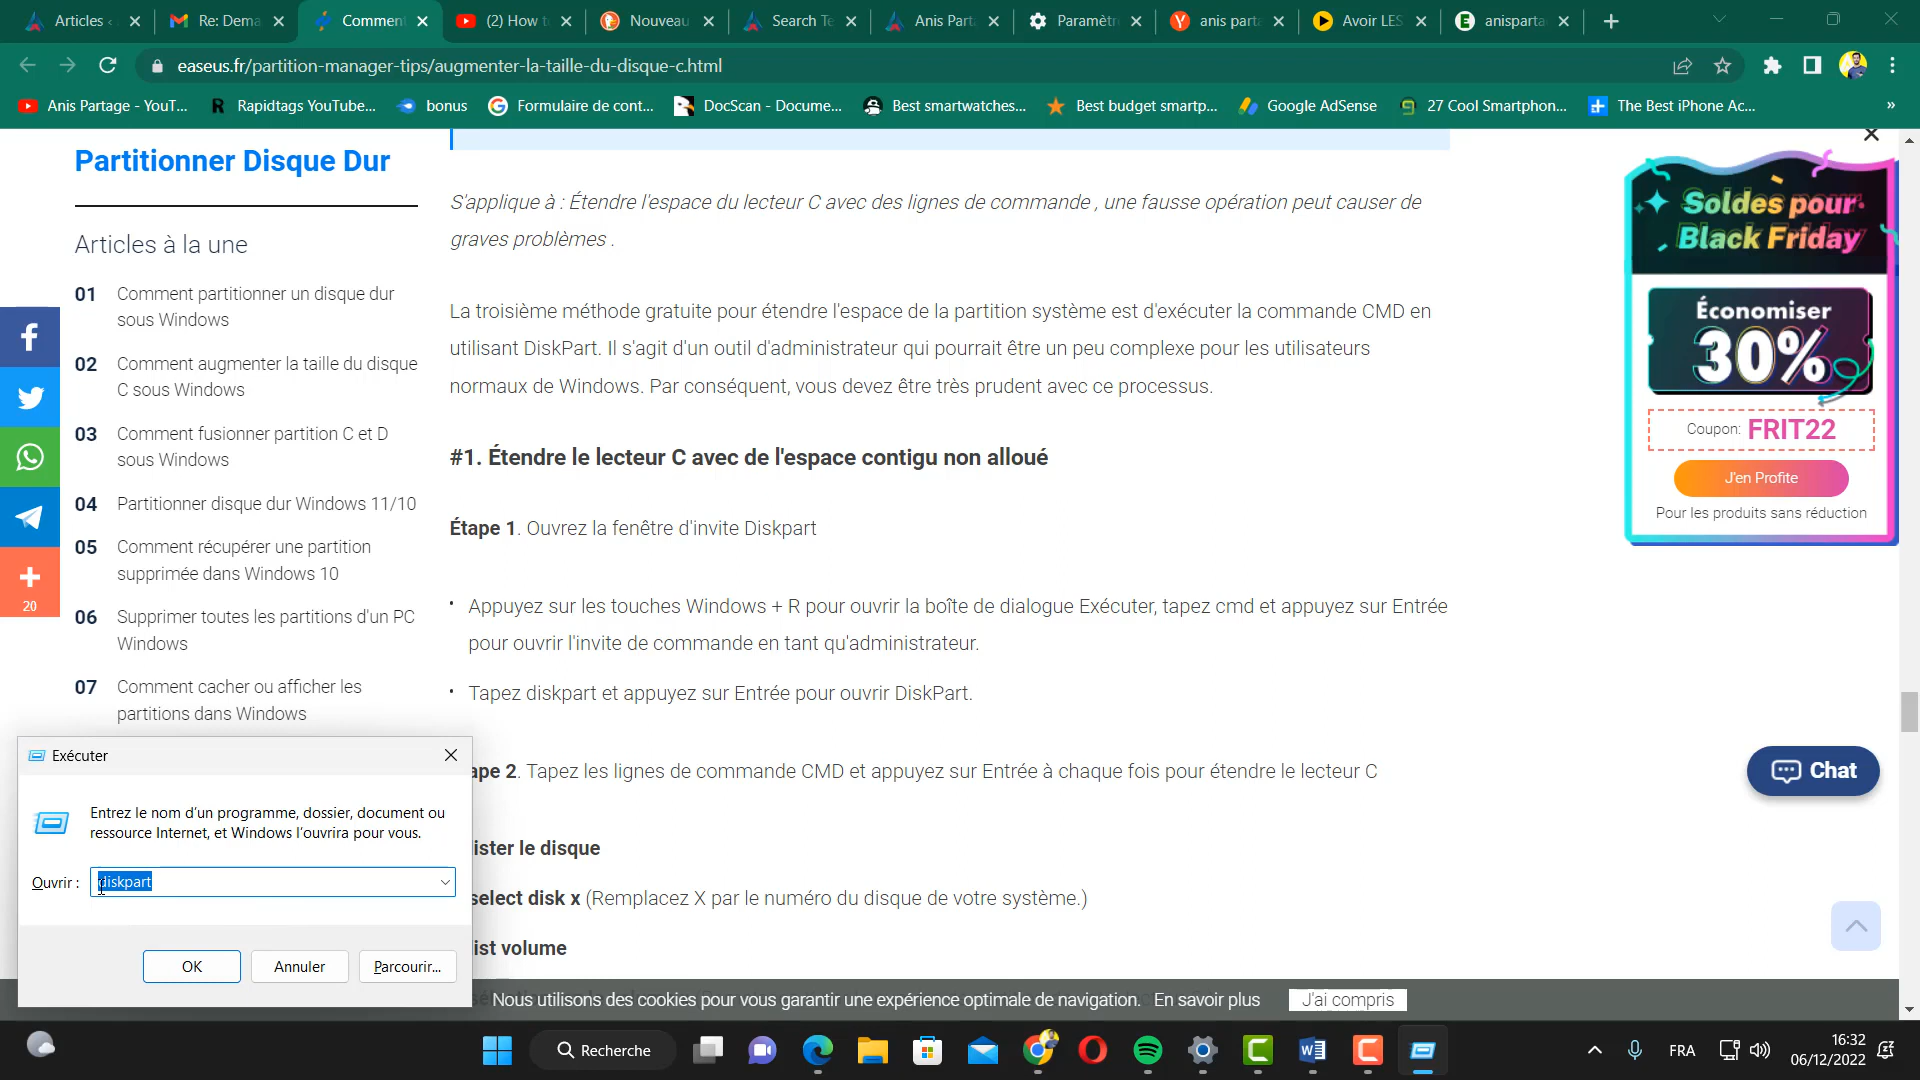 Articles ‹
Re: Dema
Comment
(2) How t
Nouveau
Search Te
Anis Part
Paramètr
anis parta
Avoir LES
anisparta
easeus.fr/partition-manager-tips/augmenter-la-taille-du-disque-c.html
Anis Partage - YouT...
Rapidtags YouTube...
bonus
Formulaire de cont...
DocScan - Docume...
Best smartwatches...
Best budget smartp...
Google AdSense
27 Cool Smartphon...
The Best iPhone Ac...
»
Partitionner Disque Dur
Articles à la une
01 Comment partitionner un disque dur
sous Windows
02 Comment augmenter la taille du disque
C sous Windows
03 Comment fusionner partition C et D
sous Windows
04 Partitionner disque dur Windows 11/10
05 Comment récupérer une partition
supprimée dans Windows 10
06 Supprimer toutes les partitions d'un PC
Windows
07 Comment cacher ou afficher les
partitions dans Windows
20
S'applique à : Étendre l'espace du lecteur C avec des lignes de commande , une fausse opération peut causer de
graves problèmes .
La troisième méthode gratuite pour étendre l'espace de la partition système est d'exécuter la commande CMD en
utilisant DiskPart. Il s'agit d'un outil d'administrateur qui pourrait être un peu complexe pour les utilisateurs
normaux de Windows. Par conséquent, vous devez être très prudent avec ce processus.
#1. Étendre le lecteur C avec de l'espace contigu non alloué
Étape 1. Ouvrez la fenêtre d'invite Diskpart
• Appuyez sur les touches Windows + R pour ouvrir la boîte de dialogue Exécuter, tapez cmd et appuyez sur Entrée
pour ouvrir l'invite de commande en tant qu'administrateur.
• Tapez diskpart et appuyez sur Entrée pour ouvrir DiskPart.
ape 2. Tapez les lignes de commande CMD et appuyez sur Entrée à chaque fois pour étendre le lecteur C
ister le disque
select disk x (Remplacez X par le numéro du disque de votre système.)
ist volume
Soldes pour
Black Friday
Économiser
30%
Coupon: FRIT22
J'en Profite
Pour les produits sans réduction
Chat
Exécuter
Entrez le nom d'un programme, dossier, document ou
ressource Internet, et Windows l'ouvrira pour vous.
Ouvrir : diskpart
OK
Annuler
Parcourir...
Nous utilisons des cookies pour vous garantir une expérience optimale de navigation. En savoir plus
J'ai compris
Recherche
FRA
16:32
06/12/2022